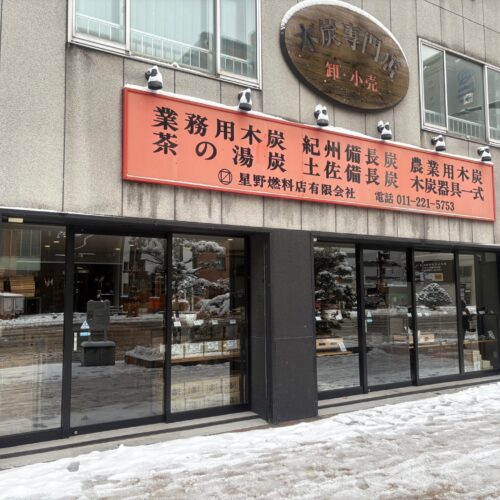 木炭専門店
卸・小売
業務用木炭 紀州備長炭 農業用木炭
茶の湯炭 土佐備長炭 木炭器具一式
星野燃料店有限会社 電話 011-221-5753